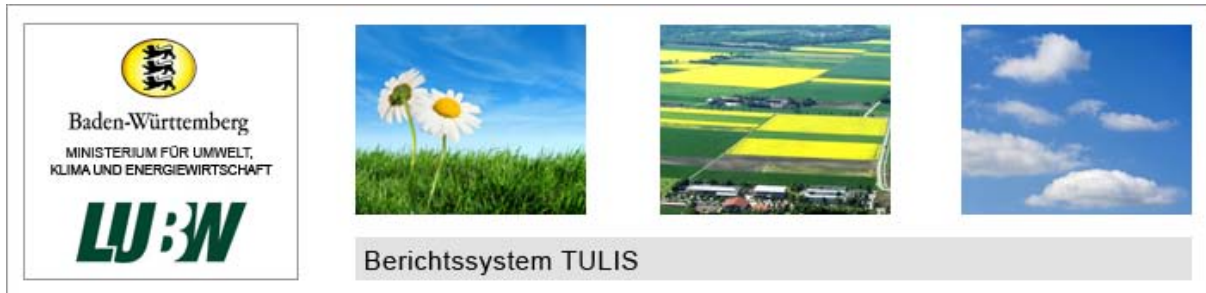 Baden-Württemberg
MINISTERIUM FÜR UMWELT,
KLIMA UND ENERGIEWIRTSCHAFT
LUBW
Berichtssystem TULIS